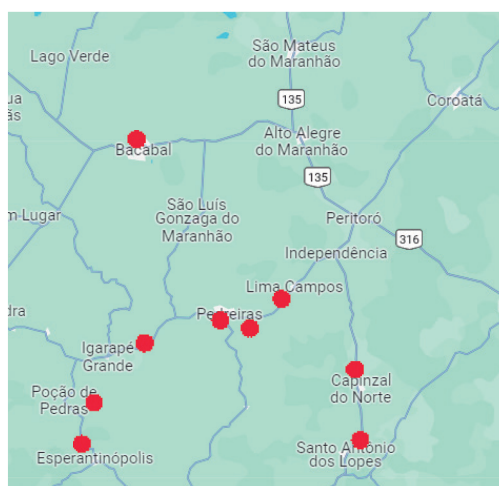 São Mateus
do Maranhão
Lago Verde
135
Coroatá
Bacabal
Alto Alegre
do Maranhão
135
São Luís
Gonzaga do
Maranhão
m Lugar
Peritoró
316
Independência
Lima Campos
dra
Pedreiras
Igarapé
Grande
Poção de
Pedras
Capinzal
do Norte
Esperantinópolis
Santo Antônio
dos Lopes